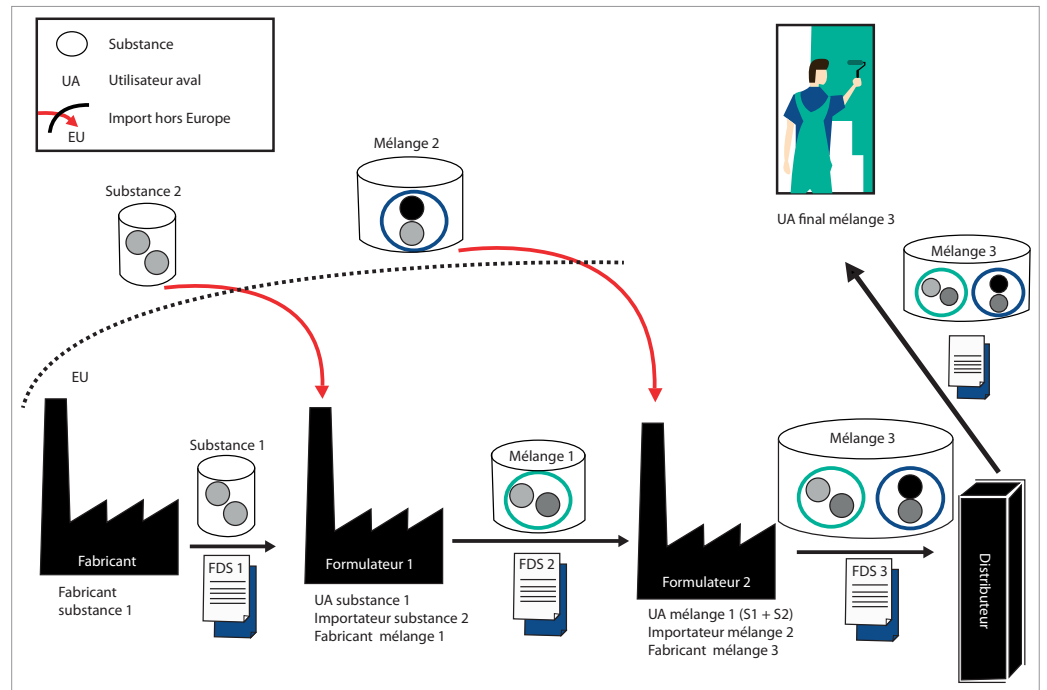 Substance
UA
Utilisateur aval
EU
Import hors Europe
Substance 2
Mélange 2
UA final mélange 3
Mélange 3
EU
Substance 1
Mélange 1
Mélange 3
Fabricant
FDS 1
Formulateur 1
FDS 2
Formulateur 2
FDS 3
Distributeur
Fabricant
substance 1
UA substance 1
Importateur substance 2
Fabricant mélange 1
UA mélange 1 (S1 + S2)
Importateur mélange 2
Fabricant mélange 3